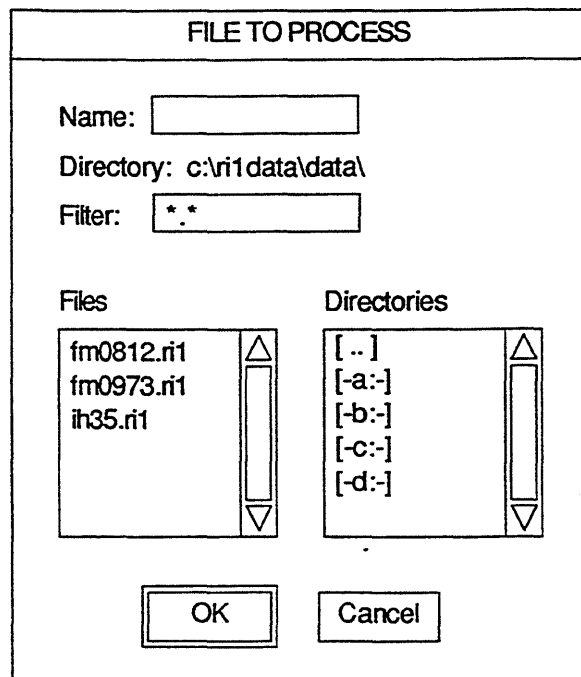 FILE TO PROCESS
Name:
Directory: c:\ri1data\data\
Filter: *.*
Files
Directories
fm0812.ri1
fm0973.ri1
ih35.ri1
[ .. ]
[-a:-]
[-b:-]
[-c:-]
[-d:-]
OK
Cancel